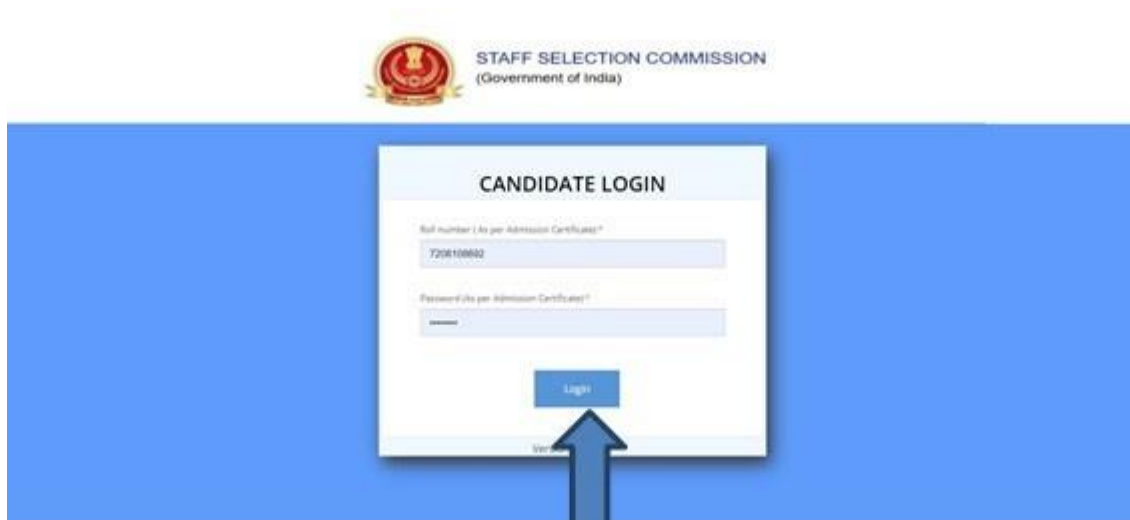 STAFF SELECTION COMMISSION
(Government of India)
CANDIDATE LOGIN
Roll number ( As per Admission Certificate) *
Password (As per Admission Certificate) *
Login